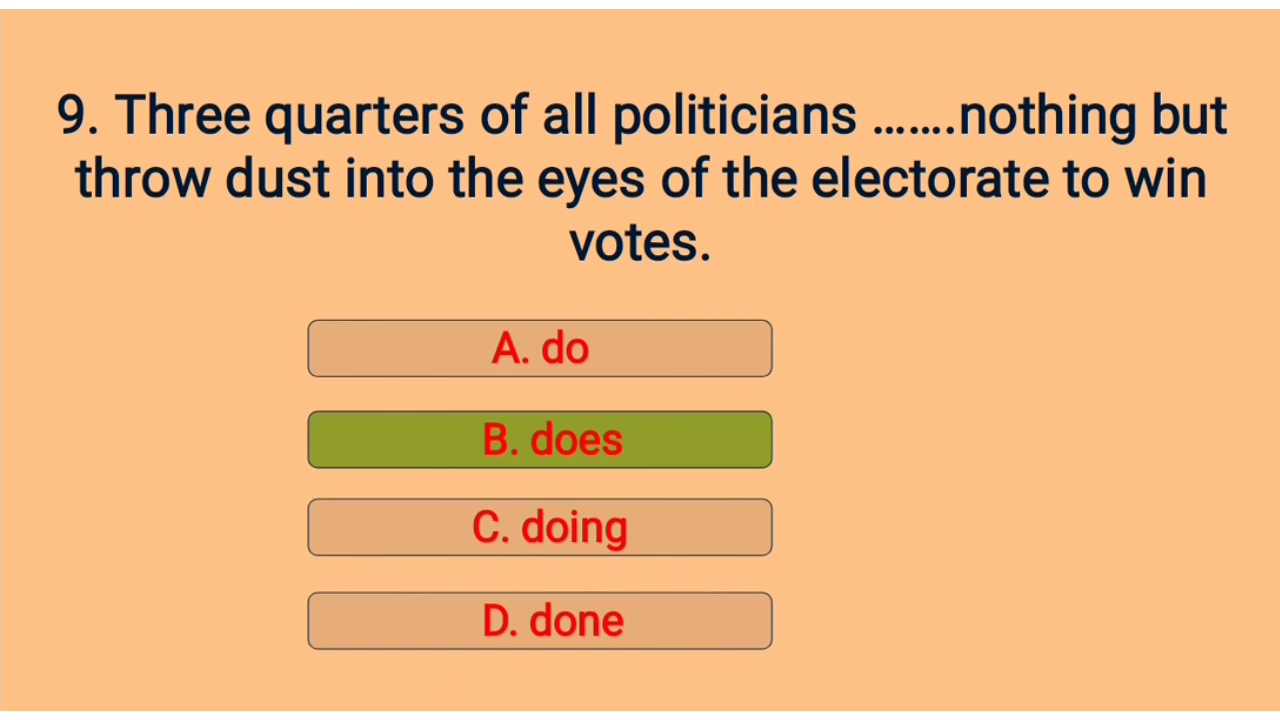 9. Three quarters of all politicians …….nothing but
throw dust into the eyes of the electorate to win
votes.
A. do
B. does
C. doing
D. done